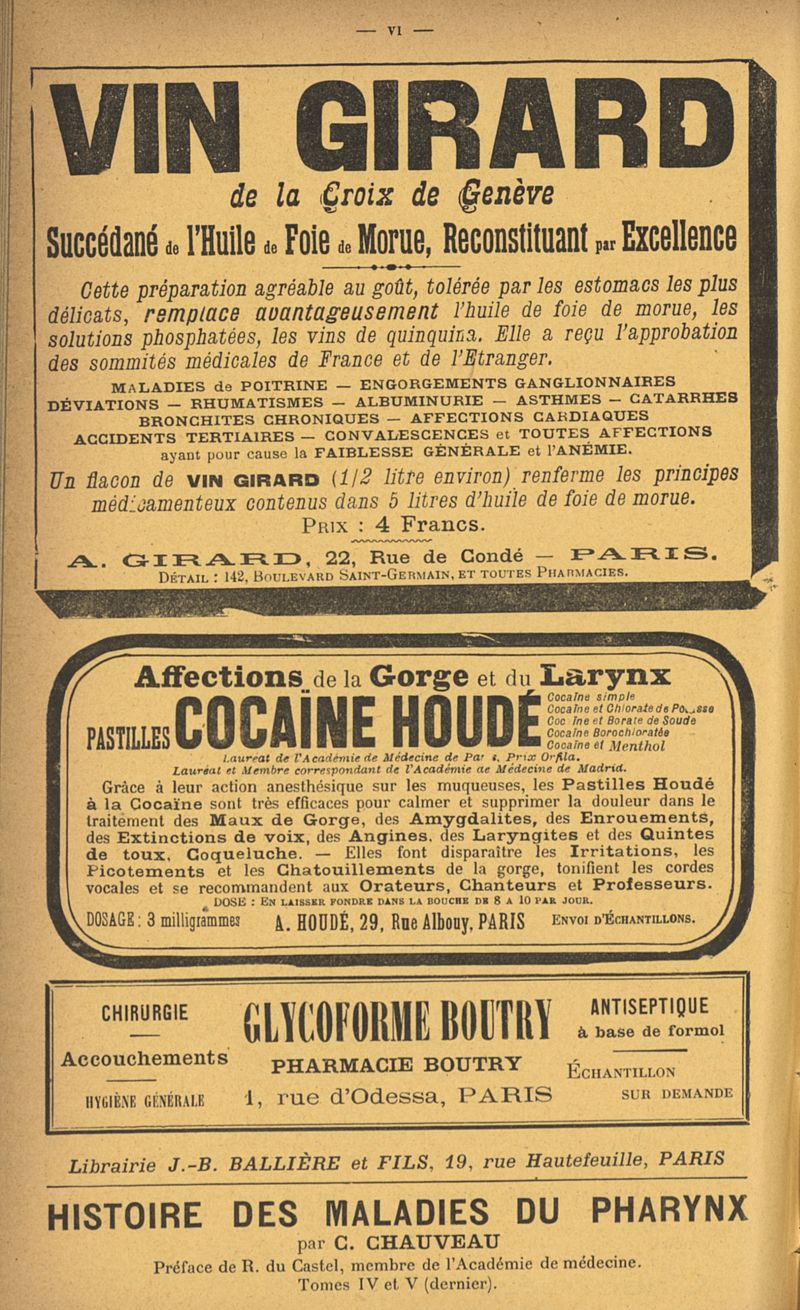 — VI —
VIN GIRARD
de la Croix de Genève
Succédané de l'Huile de Foie de Morue, Reconstituant par Excellence
Cette préparation agréable au goût, tolérée par les estomacs les plus
délicats, remplace avantageusement l'huile de foie de morue, les
solutions phosphatées, les vins de quinquina. Elle a reçu l'approbation
des sommités médicales de France et de l'Etranger.
MALADIES de POITRINE — ENGORGEMENTS GANGLIONNAIRES
DÉVIATIONS — RHUMATISMES — ALBUMINURIE — ASTHMES — CATARRHES
BRONCHITES CHRONIQUES — AFFECTIONS CARDIAQUES
ACCIDENTS TERTIAIRES — CONVALESCENCES et TOUTES AFFECTIONS
ayant pour cause la FAIBLESSE GÉNÉRALE et l'ANÉMIE.
Un flacon de VIN GIRARD (1/2 litre environ) renferme les principes
médicamenteux contenus dans 5 litres d'huile de foie de morue.
PRIX : 4 Francs.
A. GIRARD, 22, Rue de Condé — PARIS.
DÉTAIL : 142, BOULEVARD SAINT-GERMAIN, ET TOUTES PHARMACIES.
Affections de la Gorge et du Larynx
PASTILLES COCAÏNE HOUDÉ
Cocaïne simple
Cocaïne et Chlorate de Potasse
Cocaïne et Borate de Soude
Cocaïne Borochloratée
Cocaïne et Menthol
Lauréat de l'Académie de Médecine de Paris, Prix Orfila.
Lauréat et Membre correspondant de l'Académie de Médecine de Madrid.
Grâce à leur action anesthésique sur les muqueuses, les Pastilles Houdé
à la Cocaïne sont très efficaces pour calmer et supprimer la douleur dans le
traitement des Maux de Gorge, des Amygdalites, des Enrouements,
des Extinctions de voix, des Angines, des Laryngites et des Quintes
de toux, Coqueluche. — Elles font disparaître les Irritations, les
Picotements et les Chatouillements de la gorge, tonifient les cordes
vocales et se recommandent aux Orateurs, Chanteurs et Professeurs.
DOSE : EN LAISSER FONDRE DANS LA BOUCHE DE 8 A 10 PAR JOUR.
DOSAGE : 3 milligrammes A. HOUDÉ, 29, Rue Albouy, PARIS ENVOI D'ÉCHANTILLONS.
CHIRURGIE
Accouchements
HYGIÈNE GÉNÉRALE
GLYCOFORME BOUTRY
PHARMACIE BOUTRY
1, rue d'Odessa, PARIS
ANTISEPTIQUE
à base de formol
ÉCHANTILLON
SUR DEMANDE
Librairie J.-B. BALLIÈRE et FILS, 19, rue Hautefeuille, PARIS
HISTOIRE DES MALADIES DU PHARYNX
par C. CHAUVEAU
Préface de R. du Castel, membre de l'Académie de médecine.
Tomes IV et V (dernier).